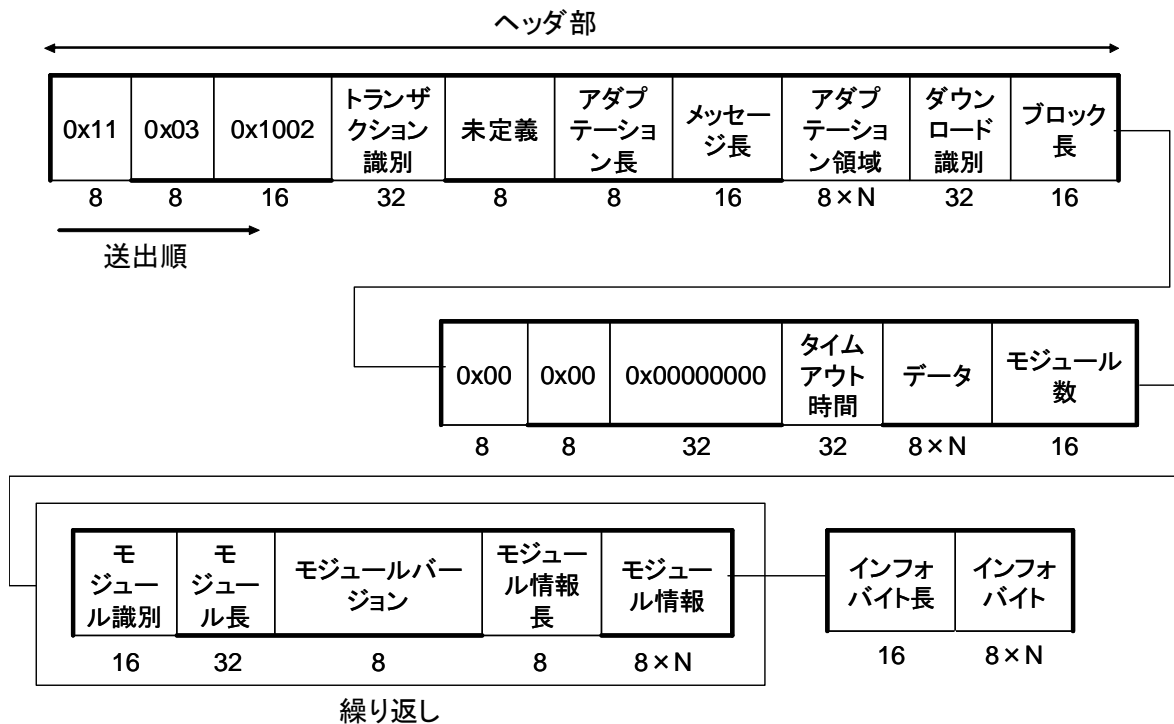 ヘッダ部
0x11
0x03
0x1002
トランザ
クション
識別
未定義
アダプ
テーショ
ン長
メッセー
ジ長
アダプ
テーショ
ン領域
ダウン
ロード
識別
ブロック
長
8
8
16
32
8
8
16
8×N
32
16
送出順
0x00
0x00
0x00000000
タイム
アウト
時間
データ
モジュール
数
8
8
32
32
8×N
16
モ
ジュー
ル識別
モ
ジュー
ル長
モジュールバー
ジョン
モジュー
ル情報
長
モジュー
ル情報
インフォ
バイト長
インフォ
バイト
16
32
8
8
8×N
16
8×N
繰り返し